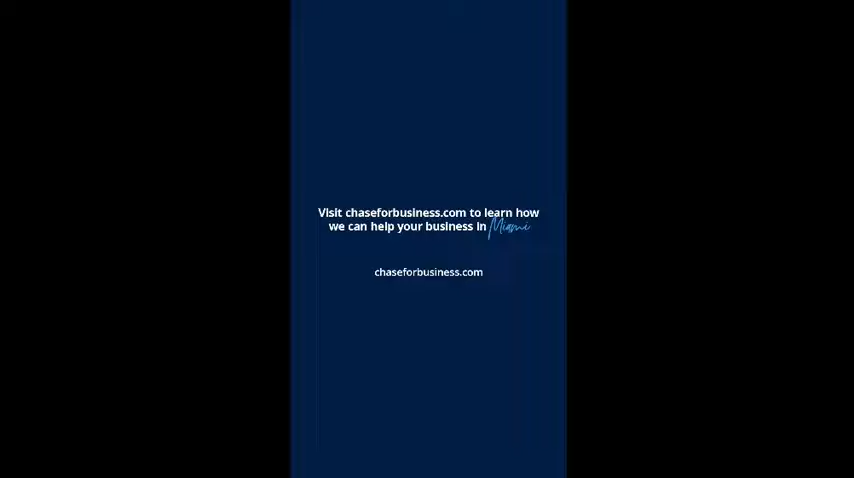 Visit chaseforbusiness.com to learn how
we can help your business in Miami
chaseforbusiness.com